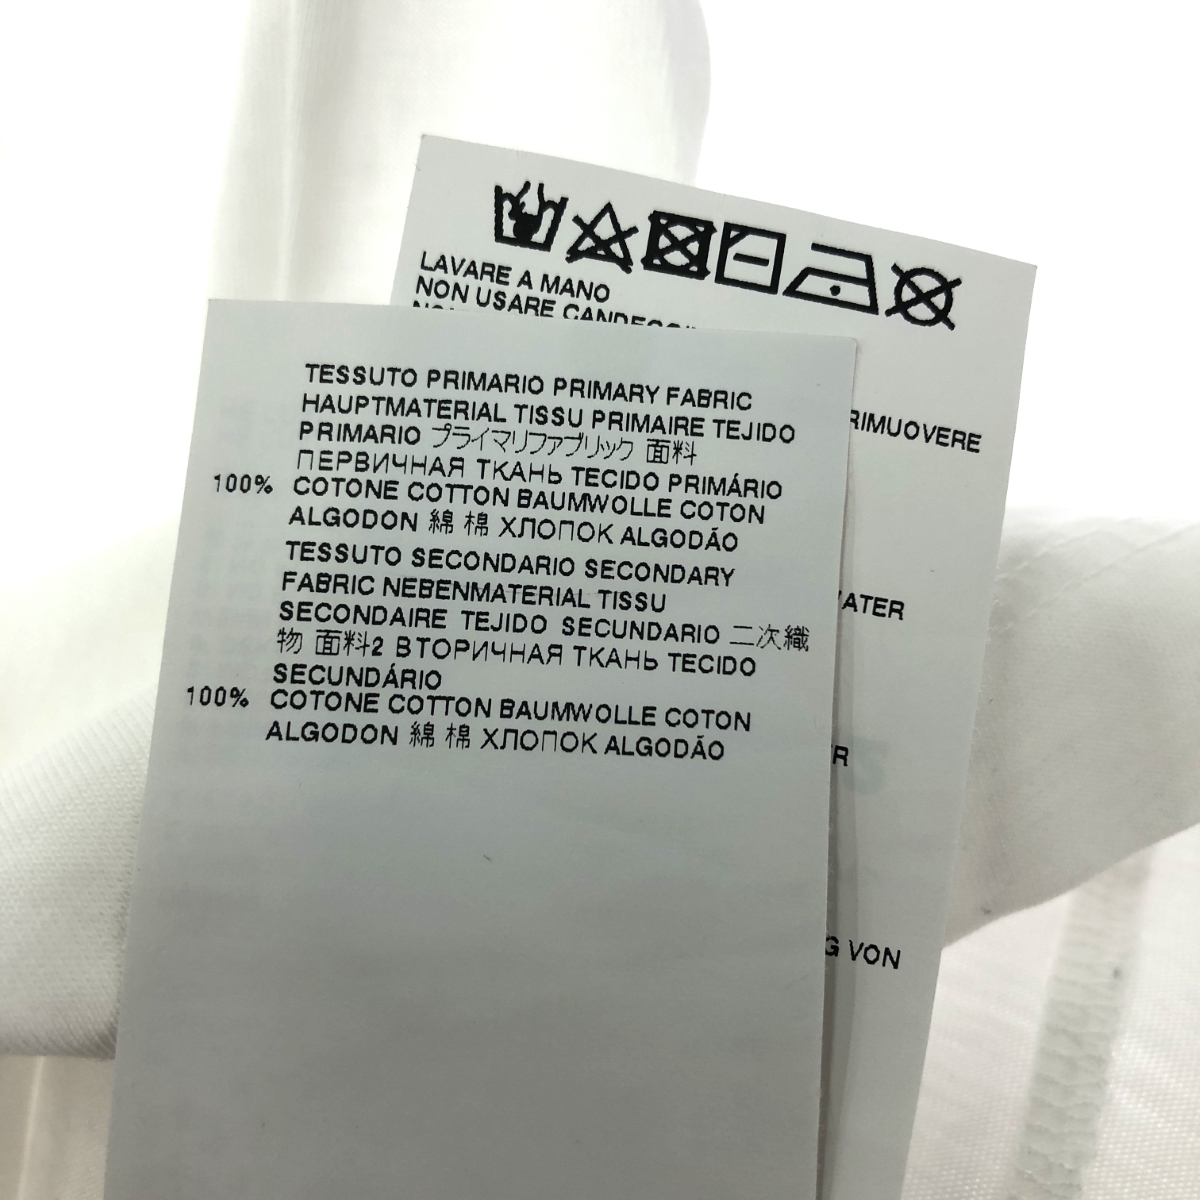 LAVARE A MANO
NON USARE
RIMUOVERE
VON
TESSUTO PRIMARIO PRIMARY FABRIC
HAUPTMATERIAL TISSU PRIMAIRE TEJIDO
PRIMARIO プライマリファブリック 面料
ПЕРВИЧНАЯ ТКАНЬ TECIDO PRIMÁRIO
100% COTONE COTTON BAUMWOLLE COTON
ALGODON 綿 棉 ХЛОПОК ALGODÃO
TESSUTO SECONDARIO SECONDARY
FABRIC NEBENMATERIAL TISSU
SECONDAIRE TEJIDO SECUNDARIO 二次織
物 面料2 ВТОРИЧНАЯ ТКАНЬ TECIDO
SECUNDÁRIO
100% COTONE COTTON BAUMWOLLE COTON
ALGODON 綿 棉 ХЛОПОК ALGODÃO